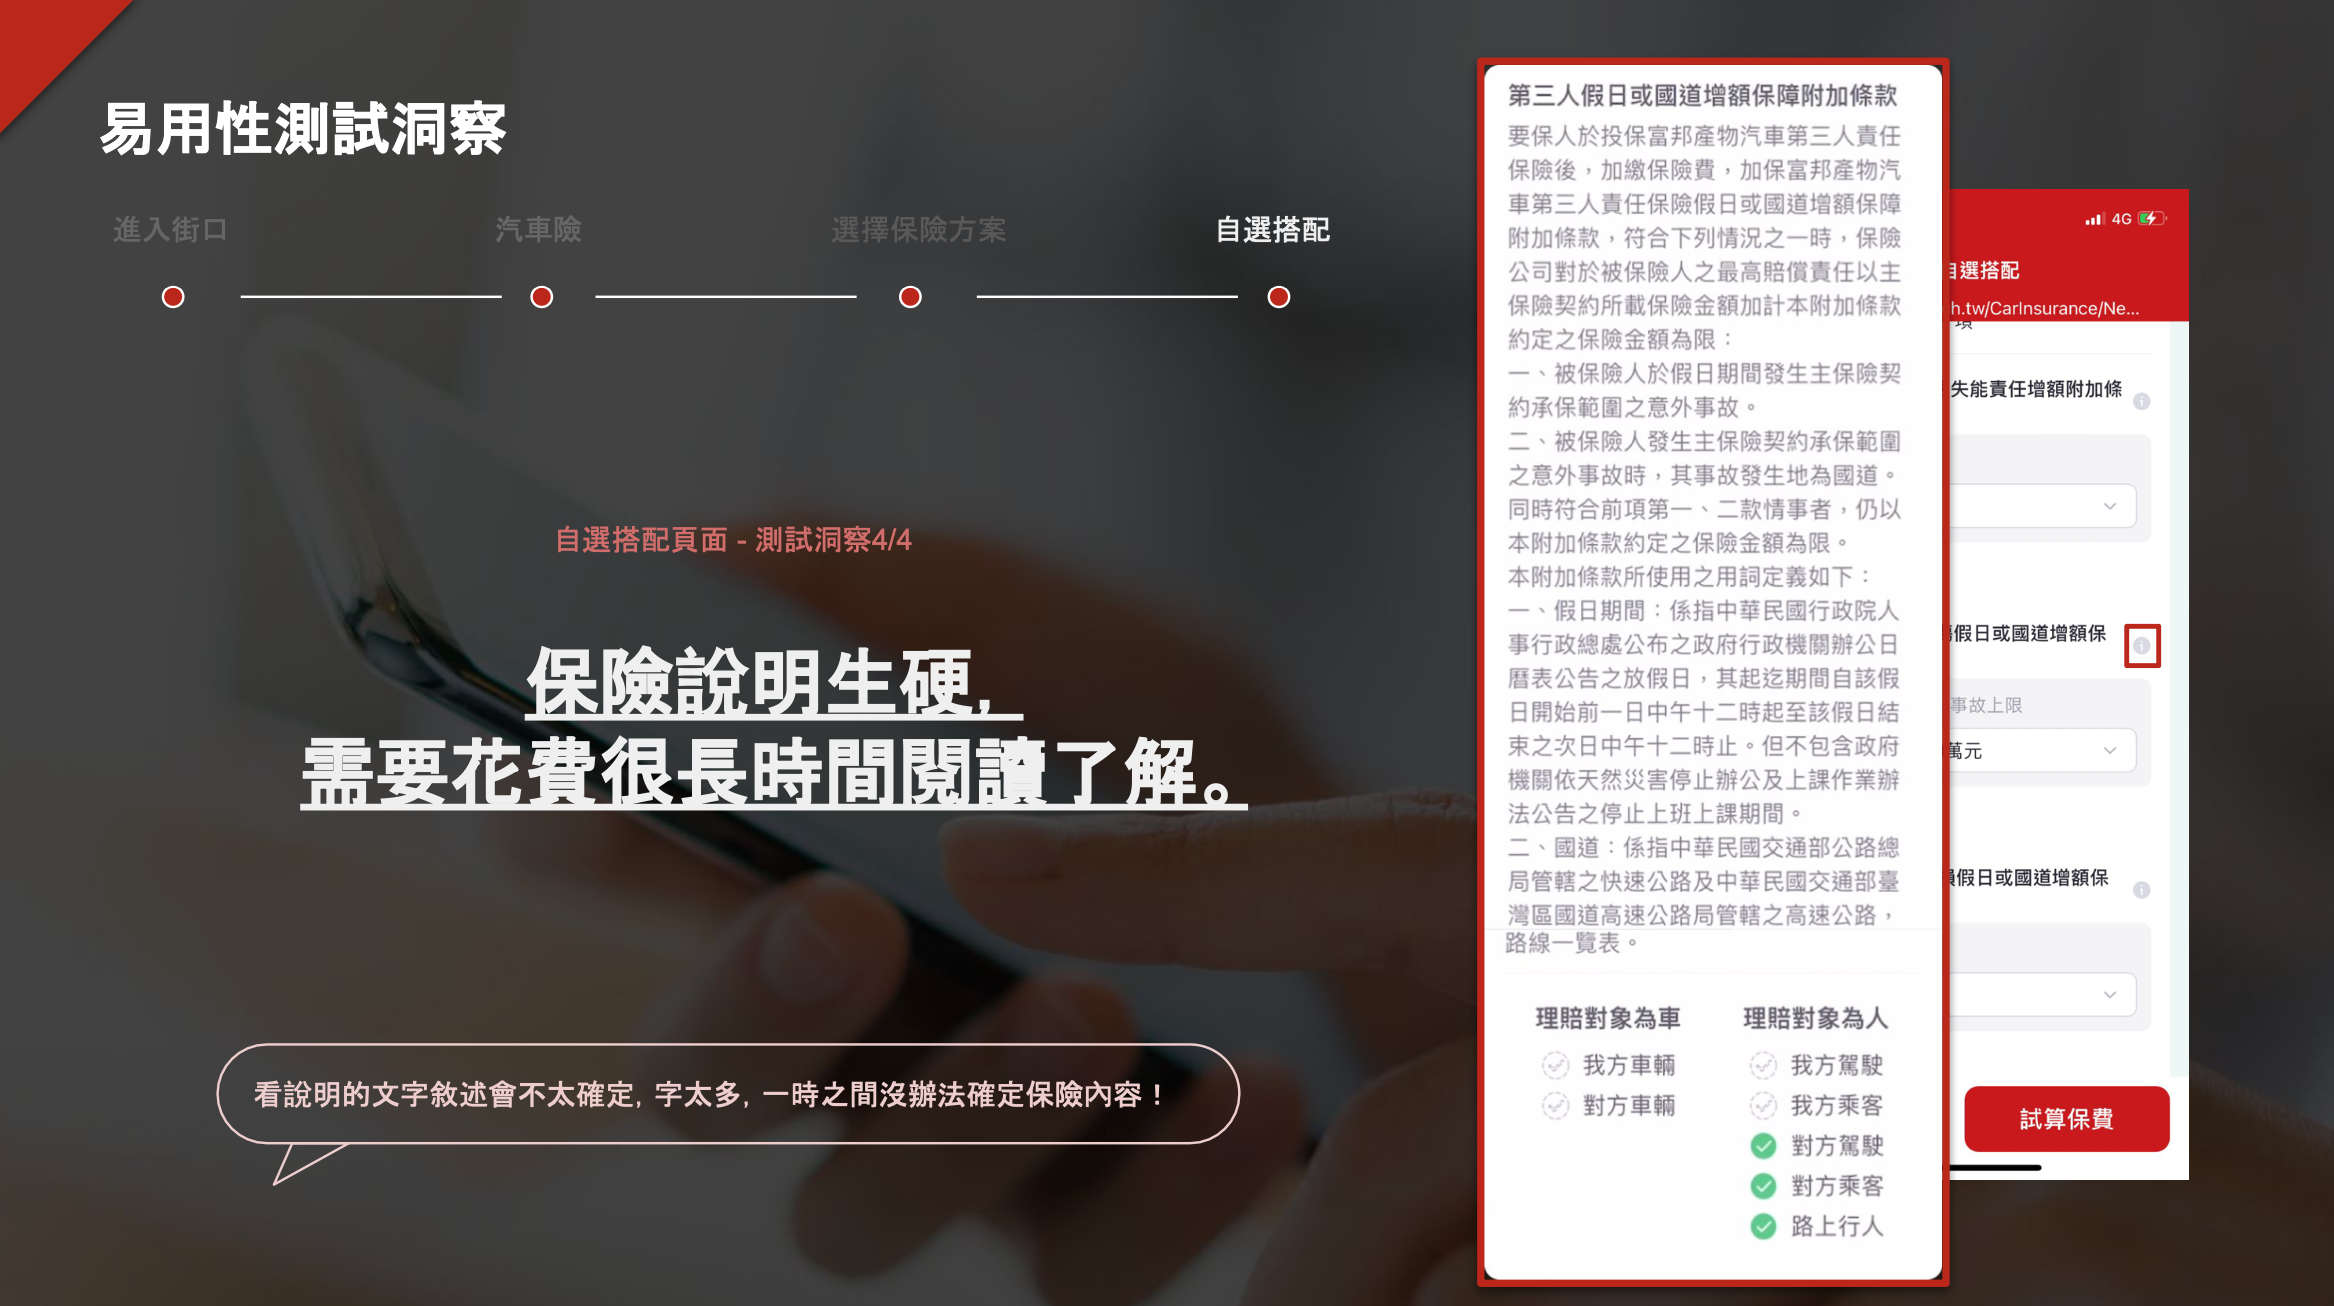 易用性測試洞察
進入街口
汽車險
選擇保險方案
自選搭配
自選搭配頁面 - 測試洞察4/4
保險說明生硬,
需要花費很長時間閱讀了解。
看說明的文字敘述會不太確定, 字太多, 一時之間沒辦法確定保險內容！
第三人假日或國道增額保障附加條款
要保人於投保富邦產物汽車第三人責任
保險後，加繳保險費，加保富邦產物汽
車第三人責任保險假日或國道增額保障
附加條款，符合下列情況之一時，保險
公司對於被保險人之最高賠償責任以主
保險契約所載保險金額加計本附加條款
約定之保險金額為限：
一、被保險人於假日期間發生主保險契
約承保範圍之意外事故。
二、被保險人發生主保險契約承保範圍
之意外事故時，其事故發生地為國道。
同時符合前項第一、二款情事者，仍以
本附加條款約定之保險金額為限。
本附加條款所使用之用詞定義如下：
一、假日期間：係指中華民國行政院人
事行政總處公布之政府行政機關辦公日
曆表公告之放假日，其起迄期間自該假
日開始前一日中午十二時起至該假日結
束之次日中午十二時止。但不包含政府
機關依天然災害停止辦公及上課作業辦
法公告之停止上班上課期間。
二、國道：係指中華民國交通部公路總
局管轄之快速公路及中華民國交通部臺
灣區國道高速公路局管轄之高速公路，
路線一覽表。
理賠對象為車
我方車輛
對方車輛
理賠對象為人
我方駕駛
我方乘客
對方駕駛
對方乘客
路上行人
4G
選搭配
h.tw/CarInsurance/Ne...
失能責任增額附加條
假日或國道增額保
事故上限
萬元
假日或國道增額保
試算保費